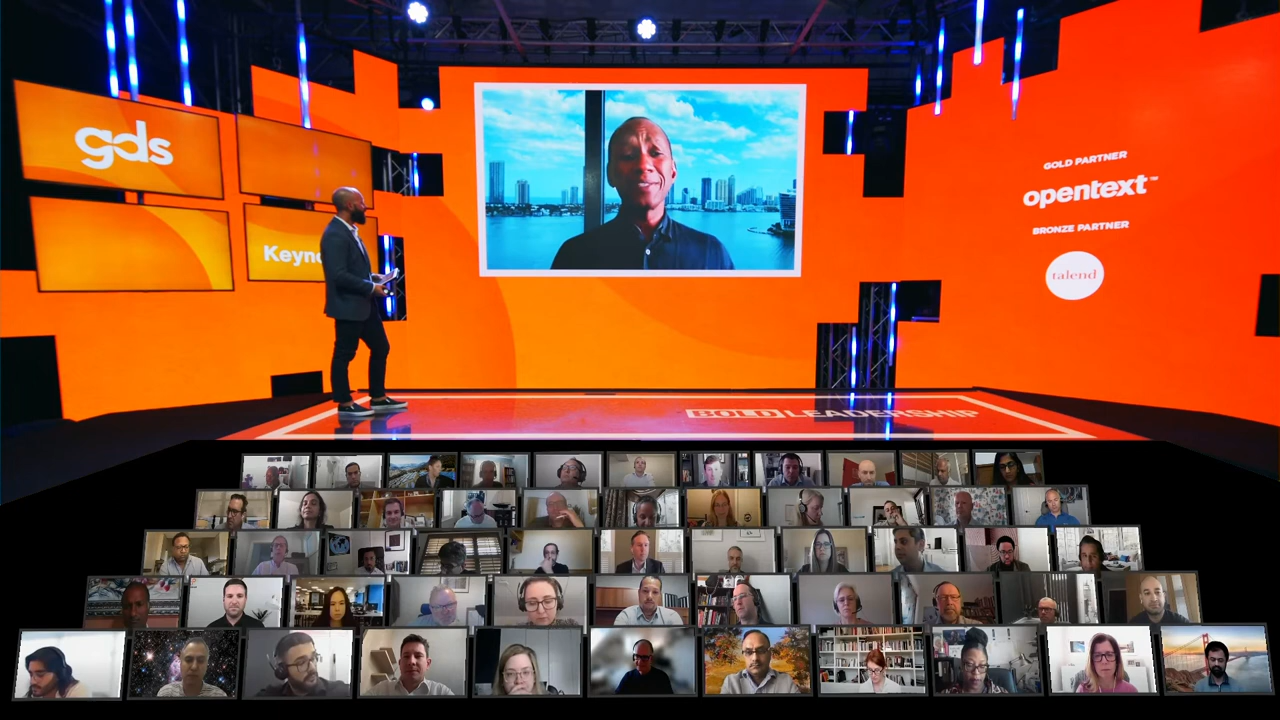 gds
Keyno
GOLD PARTNER
opentext™
BRONZE PARTNER
talend
BOLD LEADERSHIP